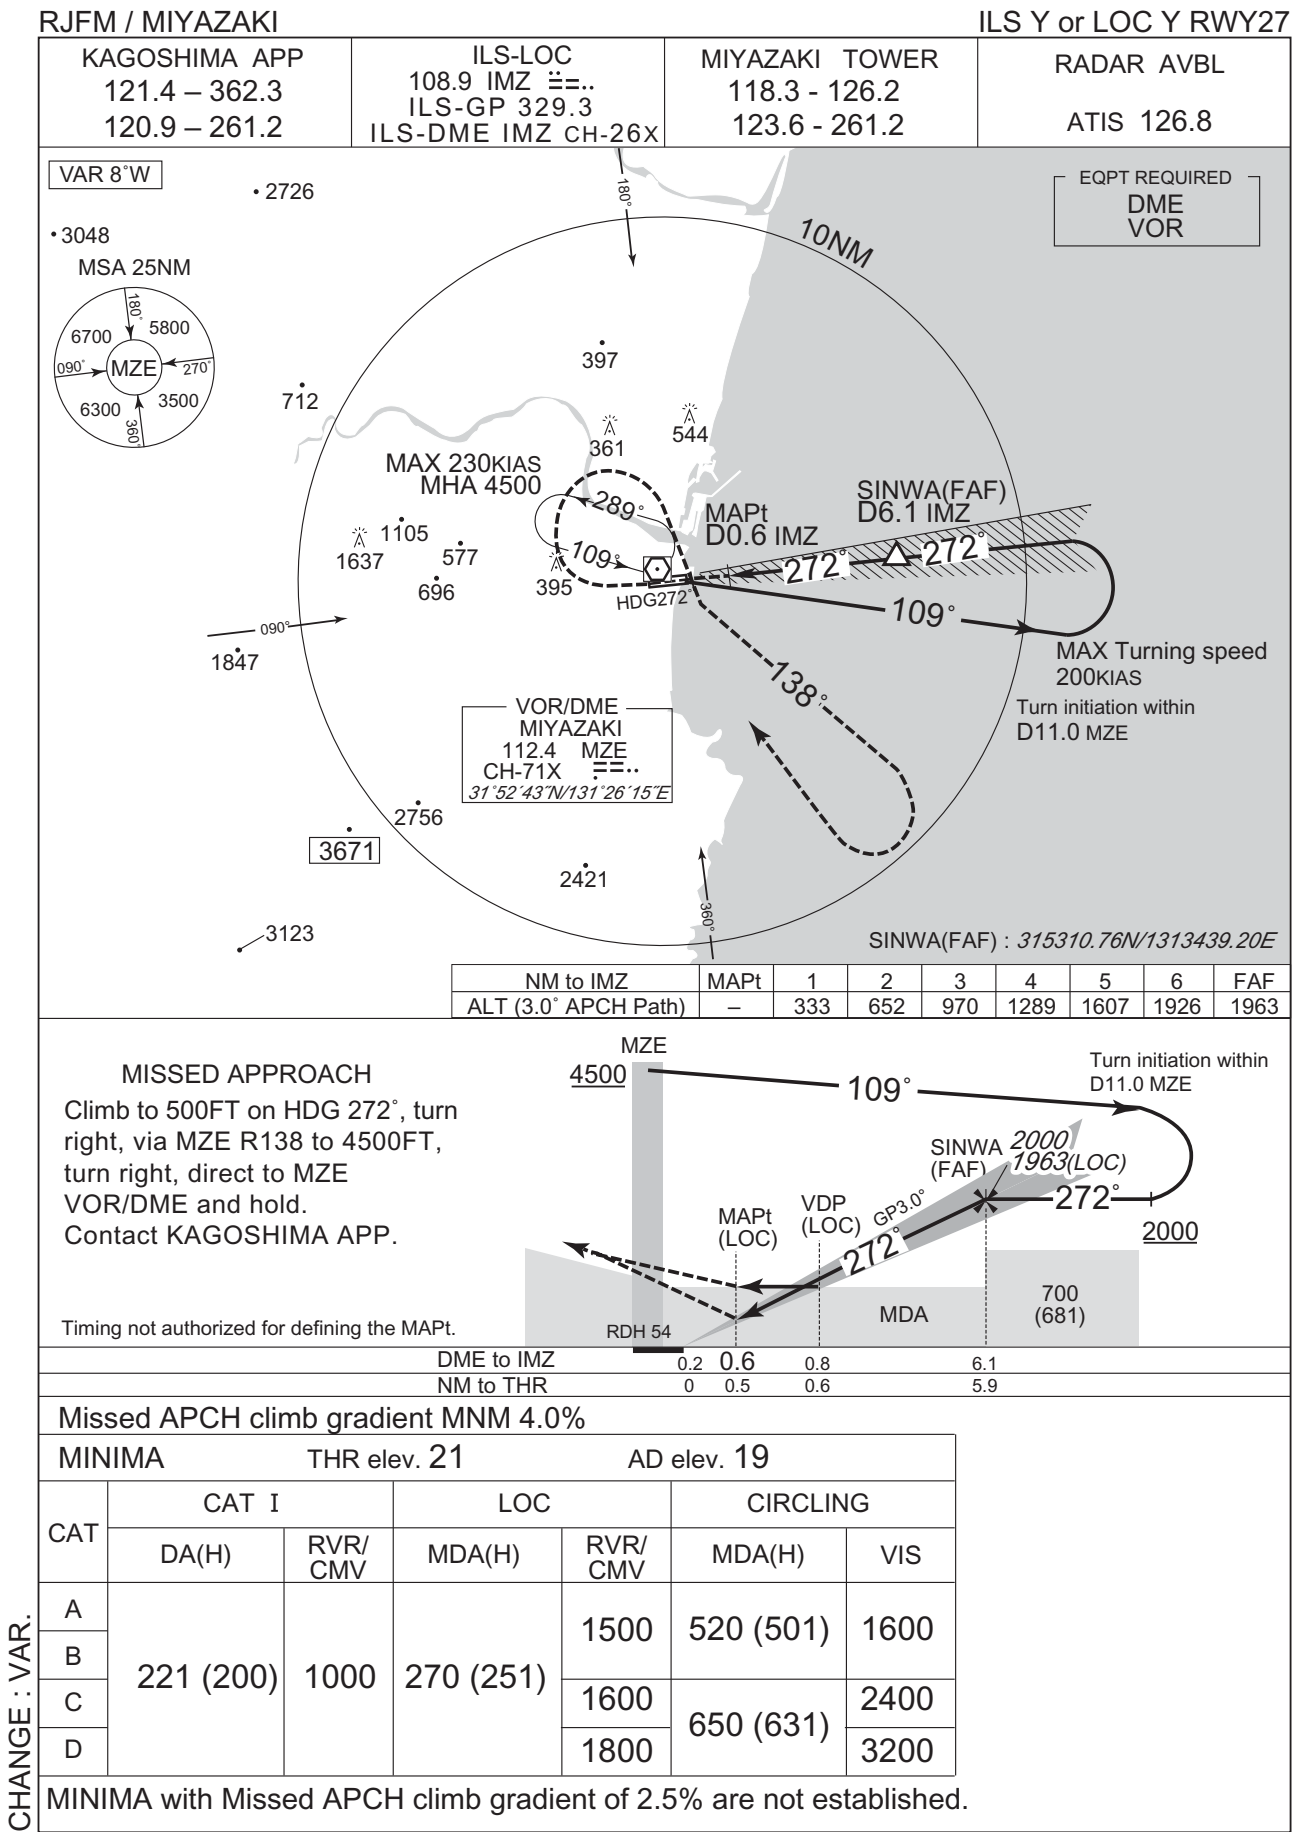 RJFM / MIYAZAKI
ILS Y or LOC Y RWY27
KAGOSHIMA APP
121.4 – 362.3
120.9 – 261.2
ILS-LOC
108.9 IMZ
ILS-GP 329.3
ILS-DME IMZ CH-26X
MIYAZAKI TOWER
118.3 - 126.2
123.6 - 261.2
RADAR AVBL
ATIS 126.8
VAR 8˚W
2726
3048
MSA 25NM
180˚
6700
5800
090˚
MZE
270˚
6300
3500
360˚
180˚
10NM
EQPT REQUIRED
DME
VOR
397
712
361
544
MAX 230KIAS
MHA 4500
289˚
109˚
MAPt
D0.6 IMZ
SINWA(FAF)
D6.1 IMZ
272˚
272˚
1105
1637
577
696
395
HDG272˚
109˚
090˚
1847
138˚
MAX Turning speed
200KIAS
Turn initiation within
D11.0 MZE
VOR/DME
MIYAZAKI
112.4 MZE
CH-71X
31˚52´43˝N/131˚26´15˝E
2756
3671
2421
3123
360˚
SINWA(FAF) : 315310.76N/1313439.20E
NM to IMZ MAPt 1 2 3 4 5 6 FAF
ALT (3.0˚ APCH Path) – 333 652 970 1289 1607 1926 1963
MISSED APPROACH
Climb to 500FT on HDG 272˚, turn
right, via MZE R138 to 4500FT,
turn right, direct to MZE
VOR/DME and hold.
Contact KAGOSHIMA APP.
Timing not authorized for defining the MAPt.
MZE
4500
109˚
Turn initiation within
D11.0 MZE
SINWA
(FAF)
2000
1963(LOC)
272˚
2000
MAPt
(LOC)
VDP
(LOC)
GP3.0˚
272˚
MDA
700
(681)
RDH 54
DME to IMZ 0.2 0.6 0.8 6.1
NM to THR 0 0.5 0.6 5.9
Missed APCH climb gradient MNM 4.0%
MINIMA THR elev. 21 AD elev. 19
CAT
CAT I
LOC
CIRCLING
DA(H)
RVR/
CMV
MDA(H)
RVR/
CMV
MDA(H)
VIS
A
B
C
D
221 (200)
1000
270 (251)
1500
1600
1800
520 (501)
650 (631)
1600
2400
3200
MINIMA with Missed APCH climb gradient of 2.5% are not established.
CHANGE : VAR.